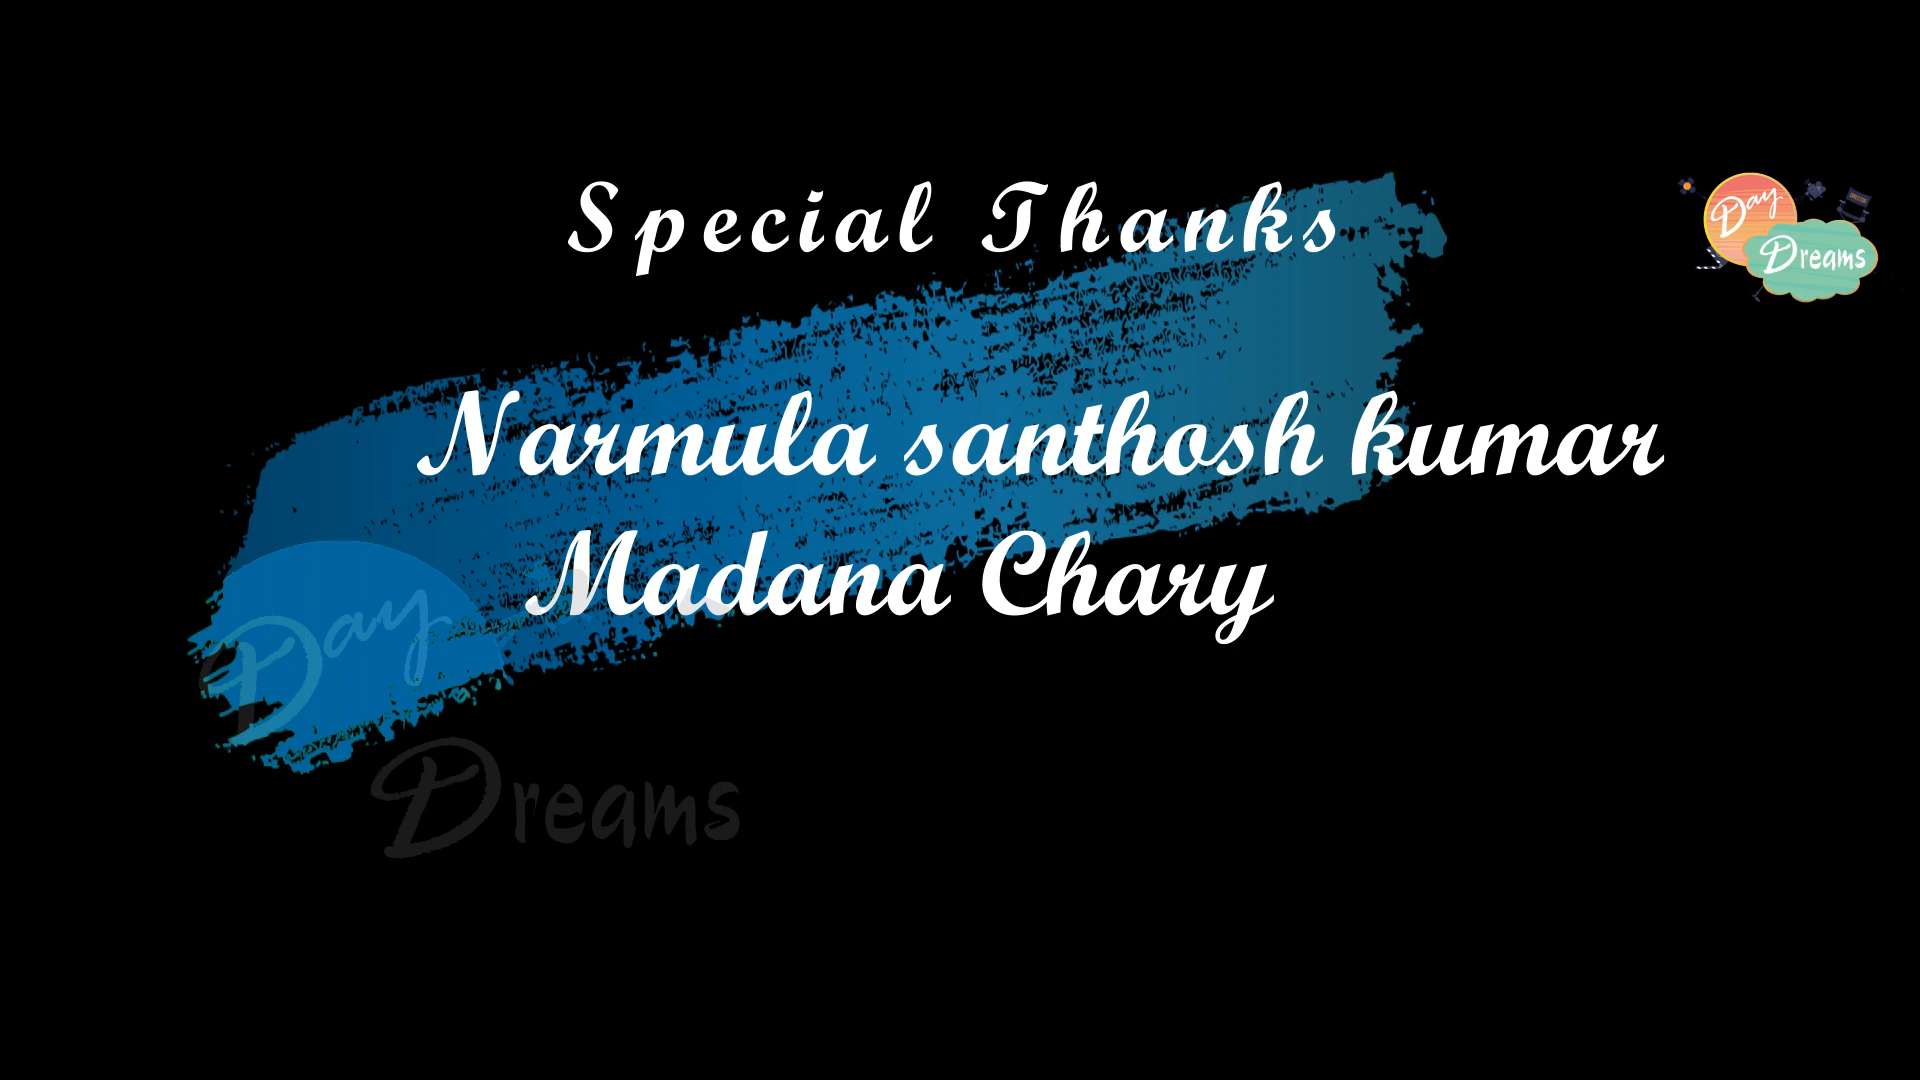 Special Thanks
Day
Dreams
Narmula santhosh kumar
Madana Chary
Day
Dreams